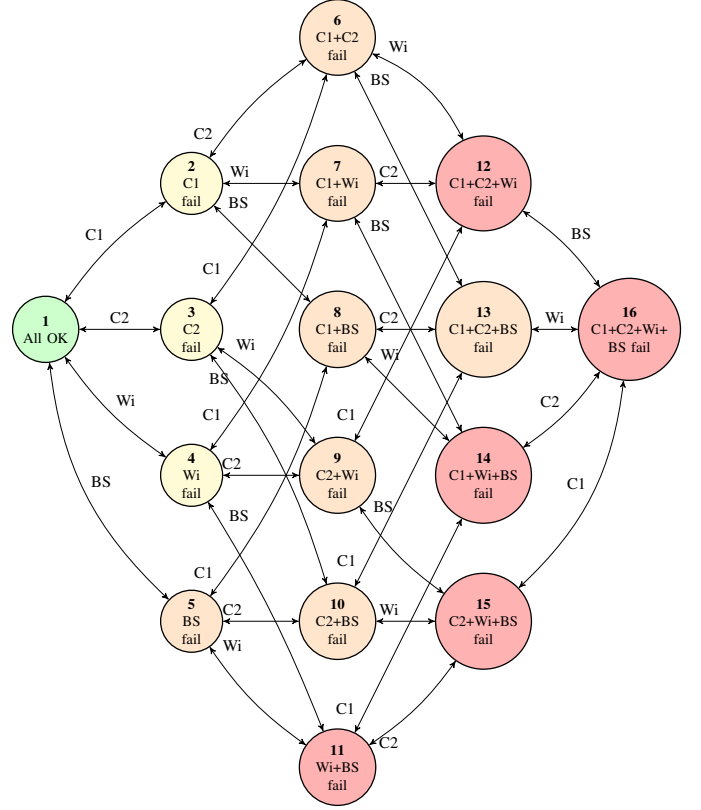 6
C1+C2
fail
Wi
BS
C2
2
C1
fail
Wi
BS
7
C1+Wi
fail
C2
BS
12
C1+C2+Wi
fail
BS
C1
C1
1
All OK
C2
3
C2
fail
Wi
BS
8
C1+BS
fail
C2
Wi
13
C1+C2+BS
fail
Wi
16
C1+C2+Wi+
BS fail
Wi
C1
C1
C2
4
Wi
fail
C2
9
C2+Wi
fail
BS
14
C1+Wi+BS
fail
BS
BS
C1
C1
C1
5
BS
fail
C2
Wi
10
C2+BS
fail
Wi
15
C2+Wi+BS
fail
C1
C2
11
Wi+BS
fail